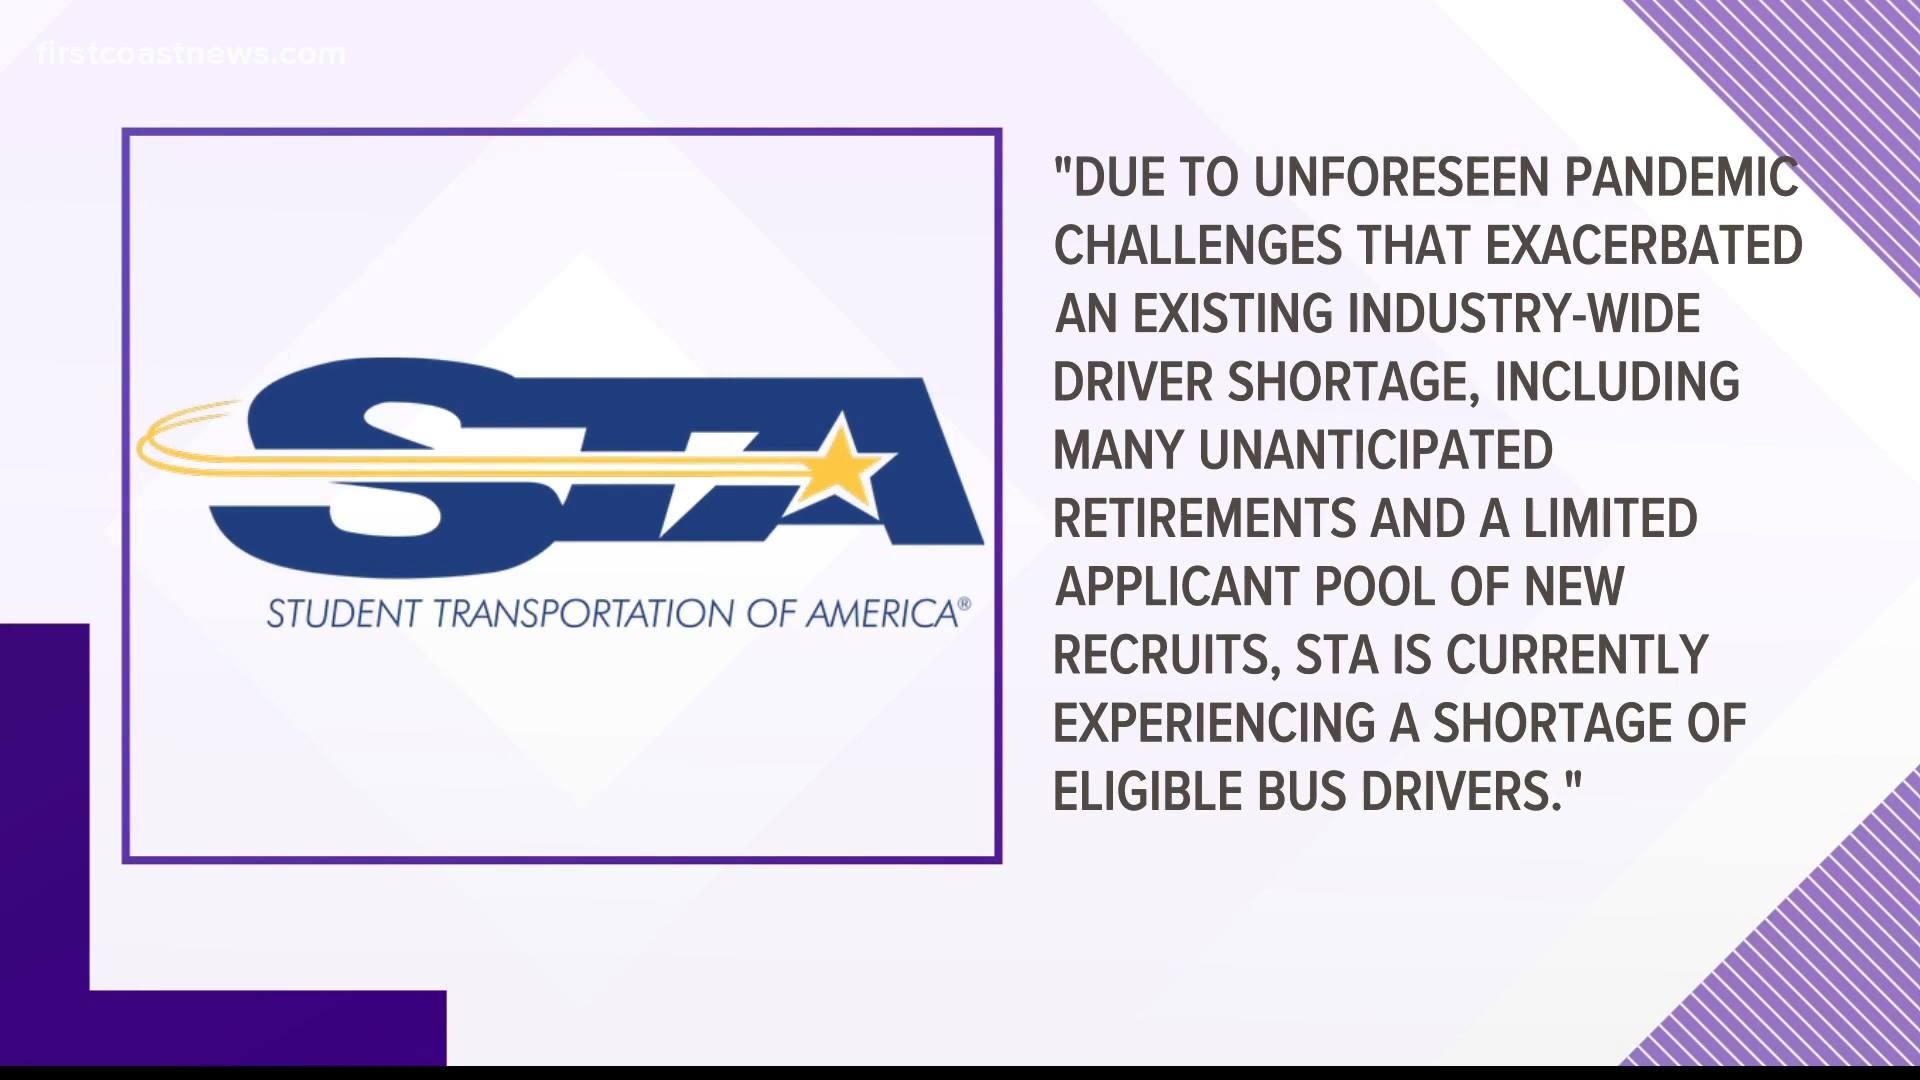 firstcoastnews.com
STA
STUDENT TRANSPORTATION OF AMERICA®
"DUE TO UNFORESEEN PANDEMIC
CHALLENGES THAT EXACERBATED
AN EXISTING INDUSTRY-WIDE
DRIVER SHORTAGE, INCLUDING
MANY UNANTICIPATED
RETIREMENTS AND A LIMITED
APPLICANT POOL OF NEW
RECRUITS, STA IS CURRENTLY
EXPERIENCING A SHORTAGE OF
ELIGIBLE BUS DRIVERS."